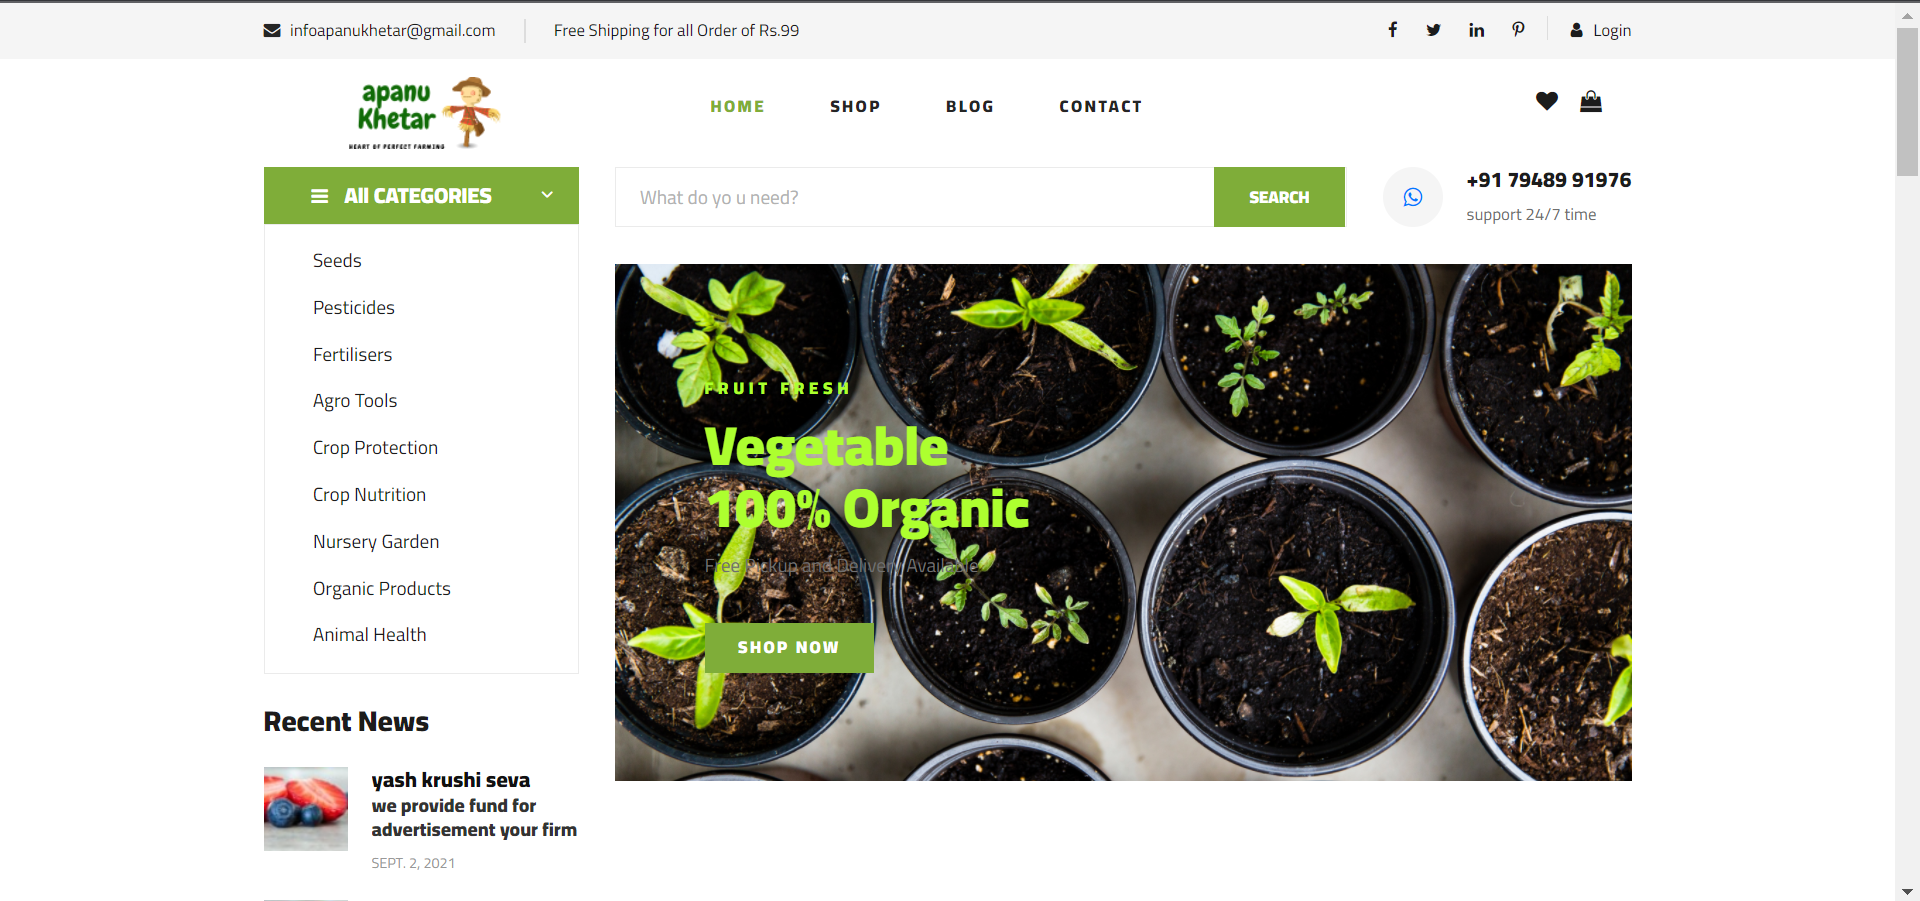 infoapanukhetar@gmail.com
Free Shipping for all Order of Rs.99
Login
apanu
Khetar
HEART OF PERFECT FARMING
HOME
SHOP
BLOG
CONTACT
All CATEGORIES
What do yo u need?
SEARCH
+91 79489 91976
support 24/7 time
Seeds
Pesticides
Fertilisers
Agro Tools
Crop Protection
Crop Nutrition
Nursery Garden
Organic Products
Animal Health
FRUIT FRESH
Vegetable
100% Organic
Free Pickup and Delivery Available
SHOP NOW
Recent News
yash krushi seva
we provide fund for
advertisement your firm
SEPT. 2, 2021